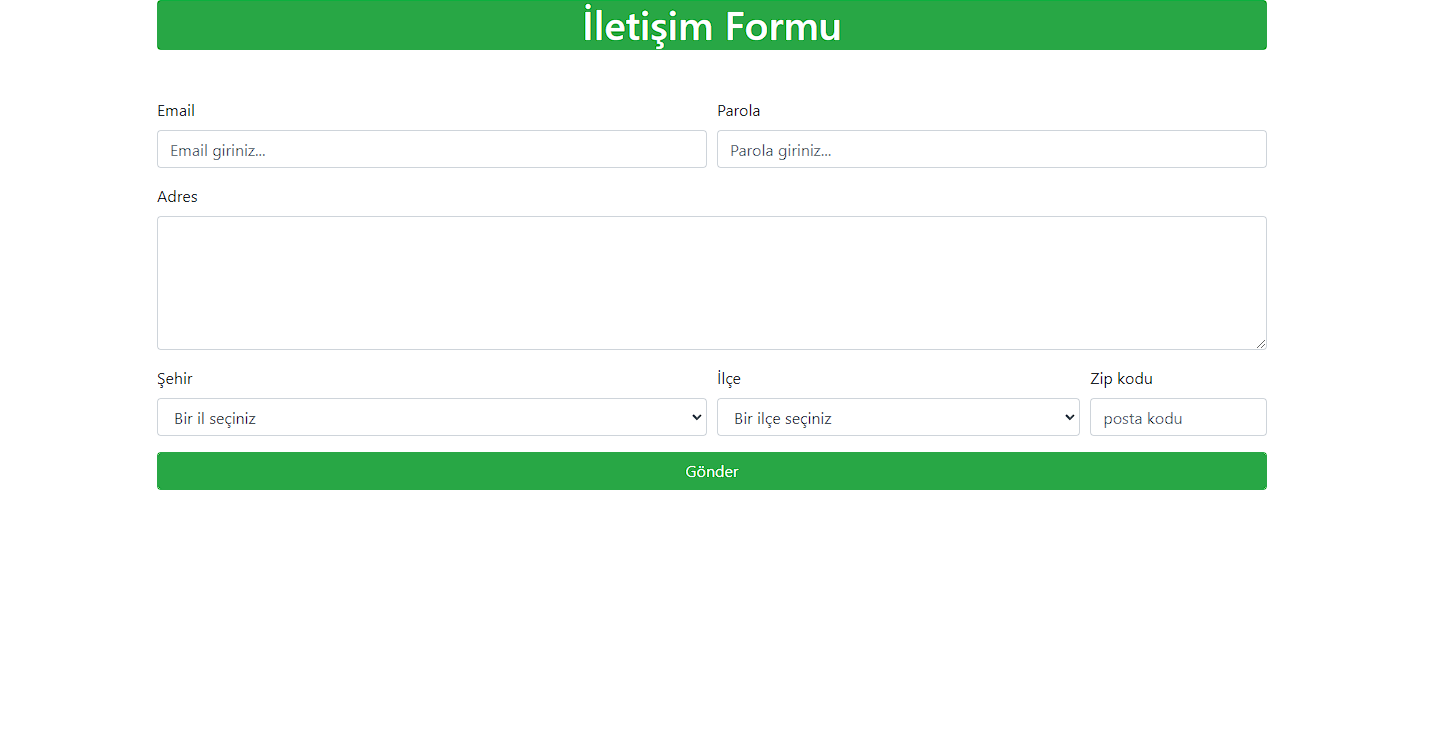 İletişim Formu
Email
Parola
Email giriniz...
Parola giriniz...
Adres
Şehir
İlçe
Zip kodu
Bir il seçiniz
Bir ilçe seçiniz
posta kodu
Gönder